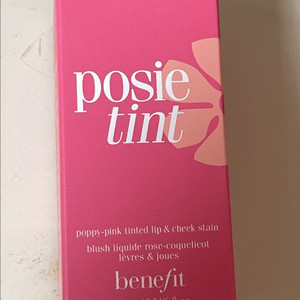 posie
tint
poppy-pink tinted lip & cheek stain
blush liquide rose-coquelicot
lèvres & joues
benefit